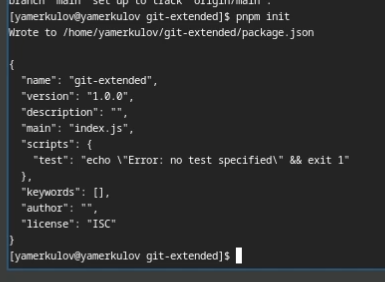 branch 'main' set up to track 'origin/main'.
[yamerkulov@yamerkulov git-extended]$ pnpm init
Wrote to /home/yamerkulov/git-extended/package.json
{
"name": "git-extended",
"version": "1.0.0",
"description": "",
"main": "index.js",
"scripts": {
"test": "echo \"Error: no test specified\" && exit 1"
},
"keywords": [],
"author": "",
"license": "ISC"
}
[yamerkulov@yamerkulov git-extended]$